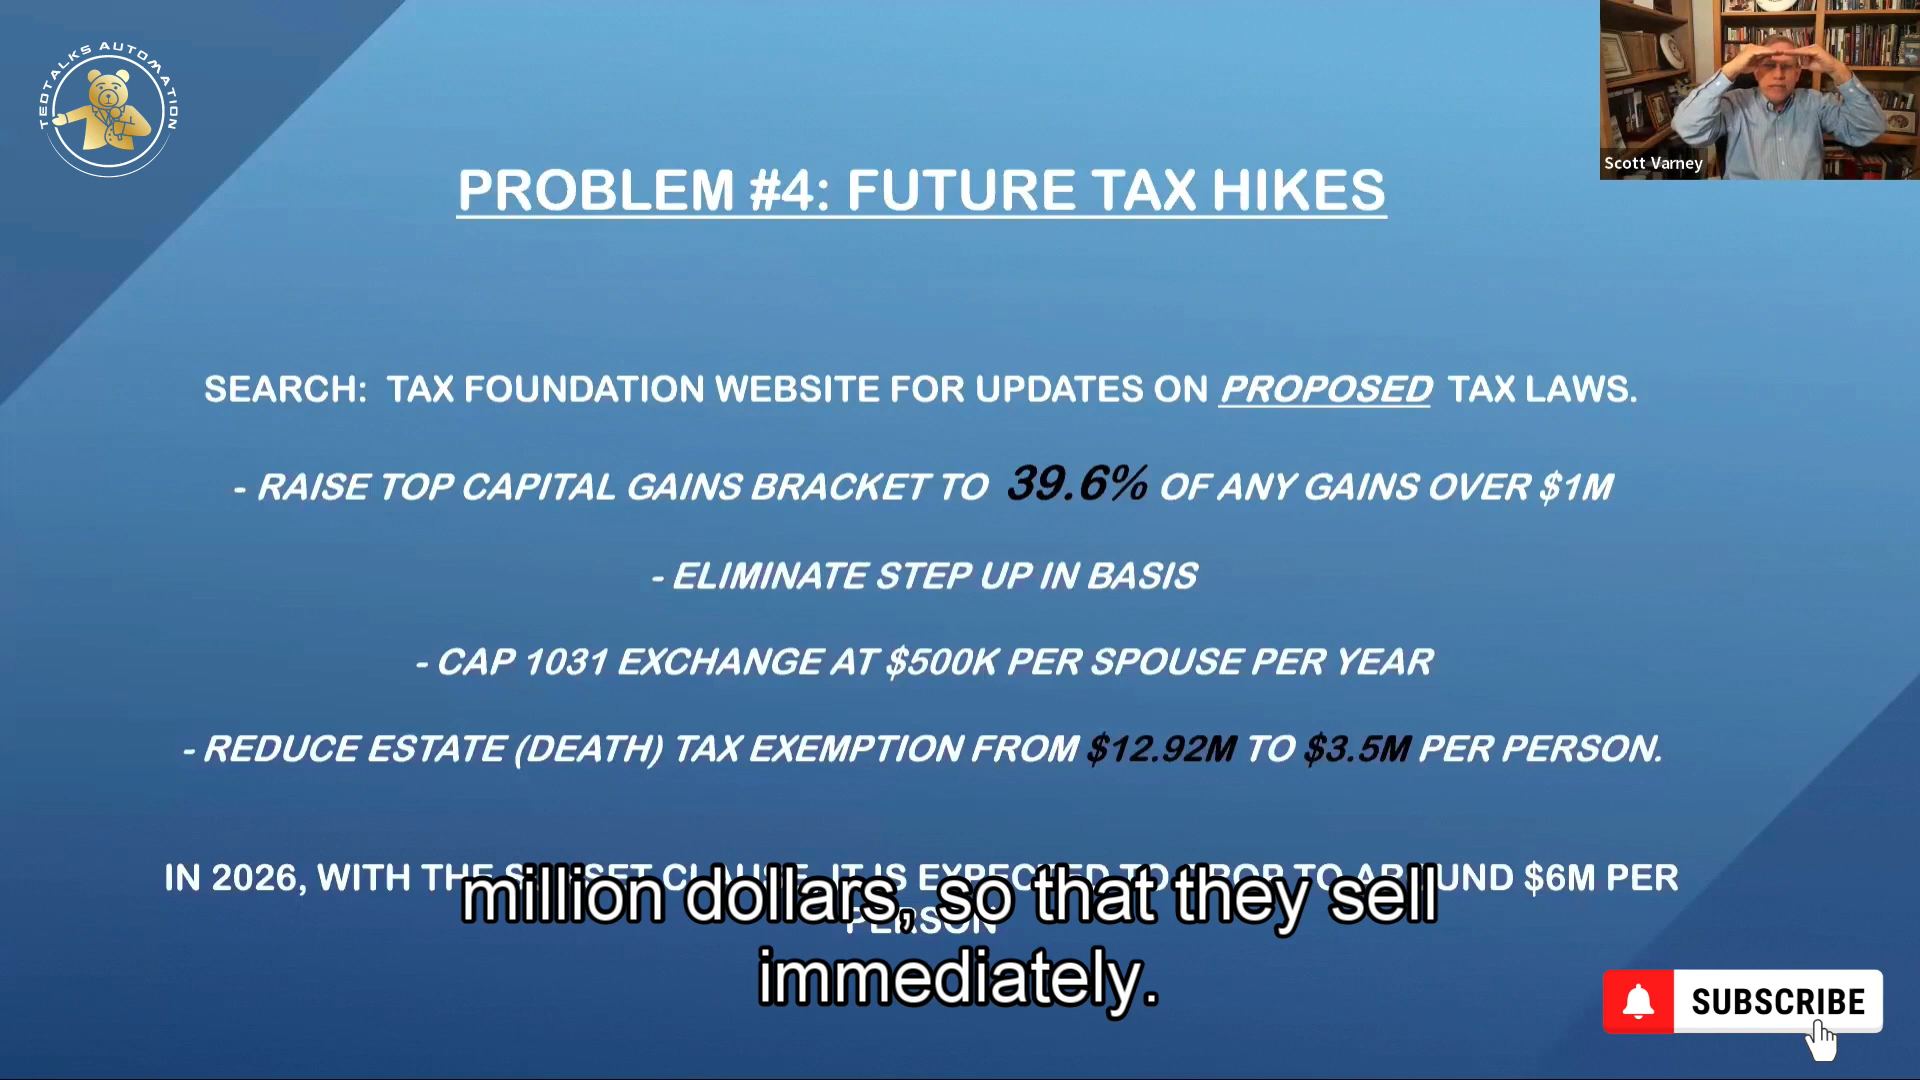 TEDTALKS AUTOMATION
Scott Varney
PROBLEM #4: FUTURE TAX HIKES
SEARCH: TAX FOUNDATION WEBSITE FOR UPDATES ON PROPOSED TAX LAWS.
- RAISE TOP CAPITAL GAINS BRACKET TO 39.6% OF ANY GAINS OVER $1M
- ELIMINATE STEP UP IN BASIS
- CAP 1031 EXCHANGE AT $500K PER SPOUSE PER YEAR
- REDUCE ESTATE (DEATH) TAX EXEMPTION FROM $12.92M TO $3.5M PER PERSON.
IN 2026, WITH THE SUNSET CLAUSE, IT IS EXPECTED TO DROP TO AROUND $6M PER
PERSON
million dollars, so that they sell
immediately.
SUBSCRIBE